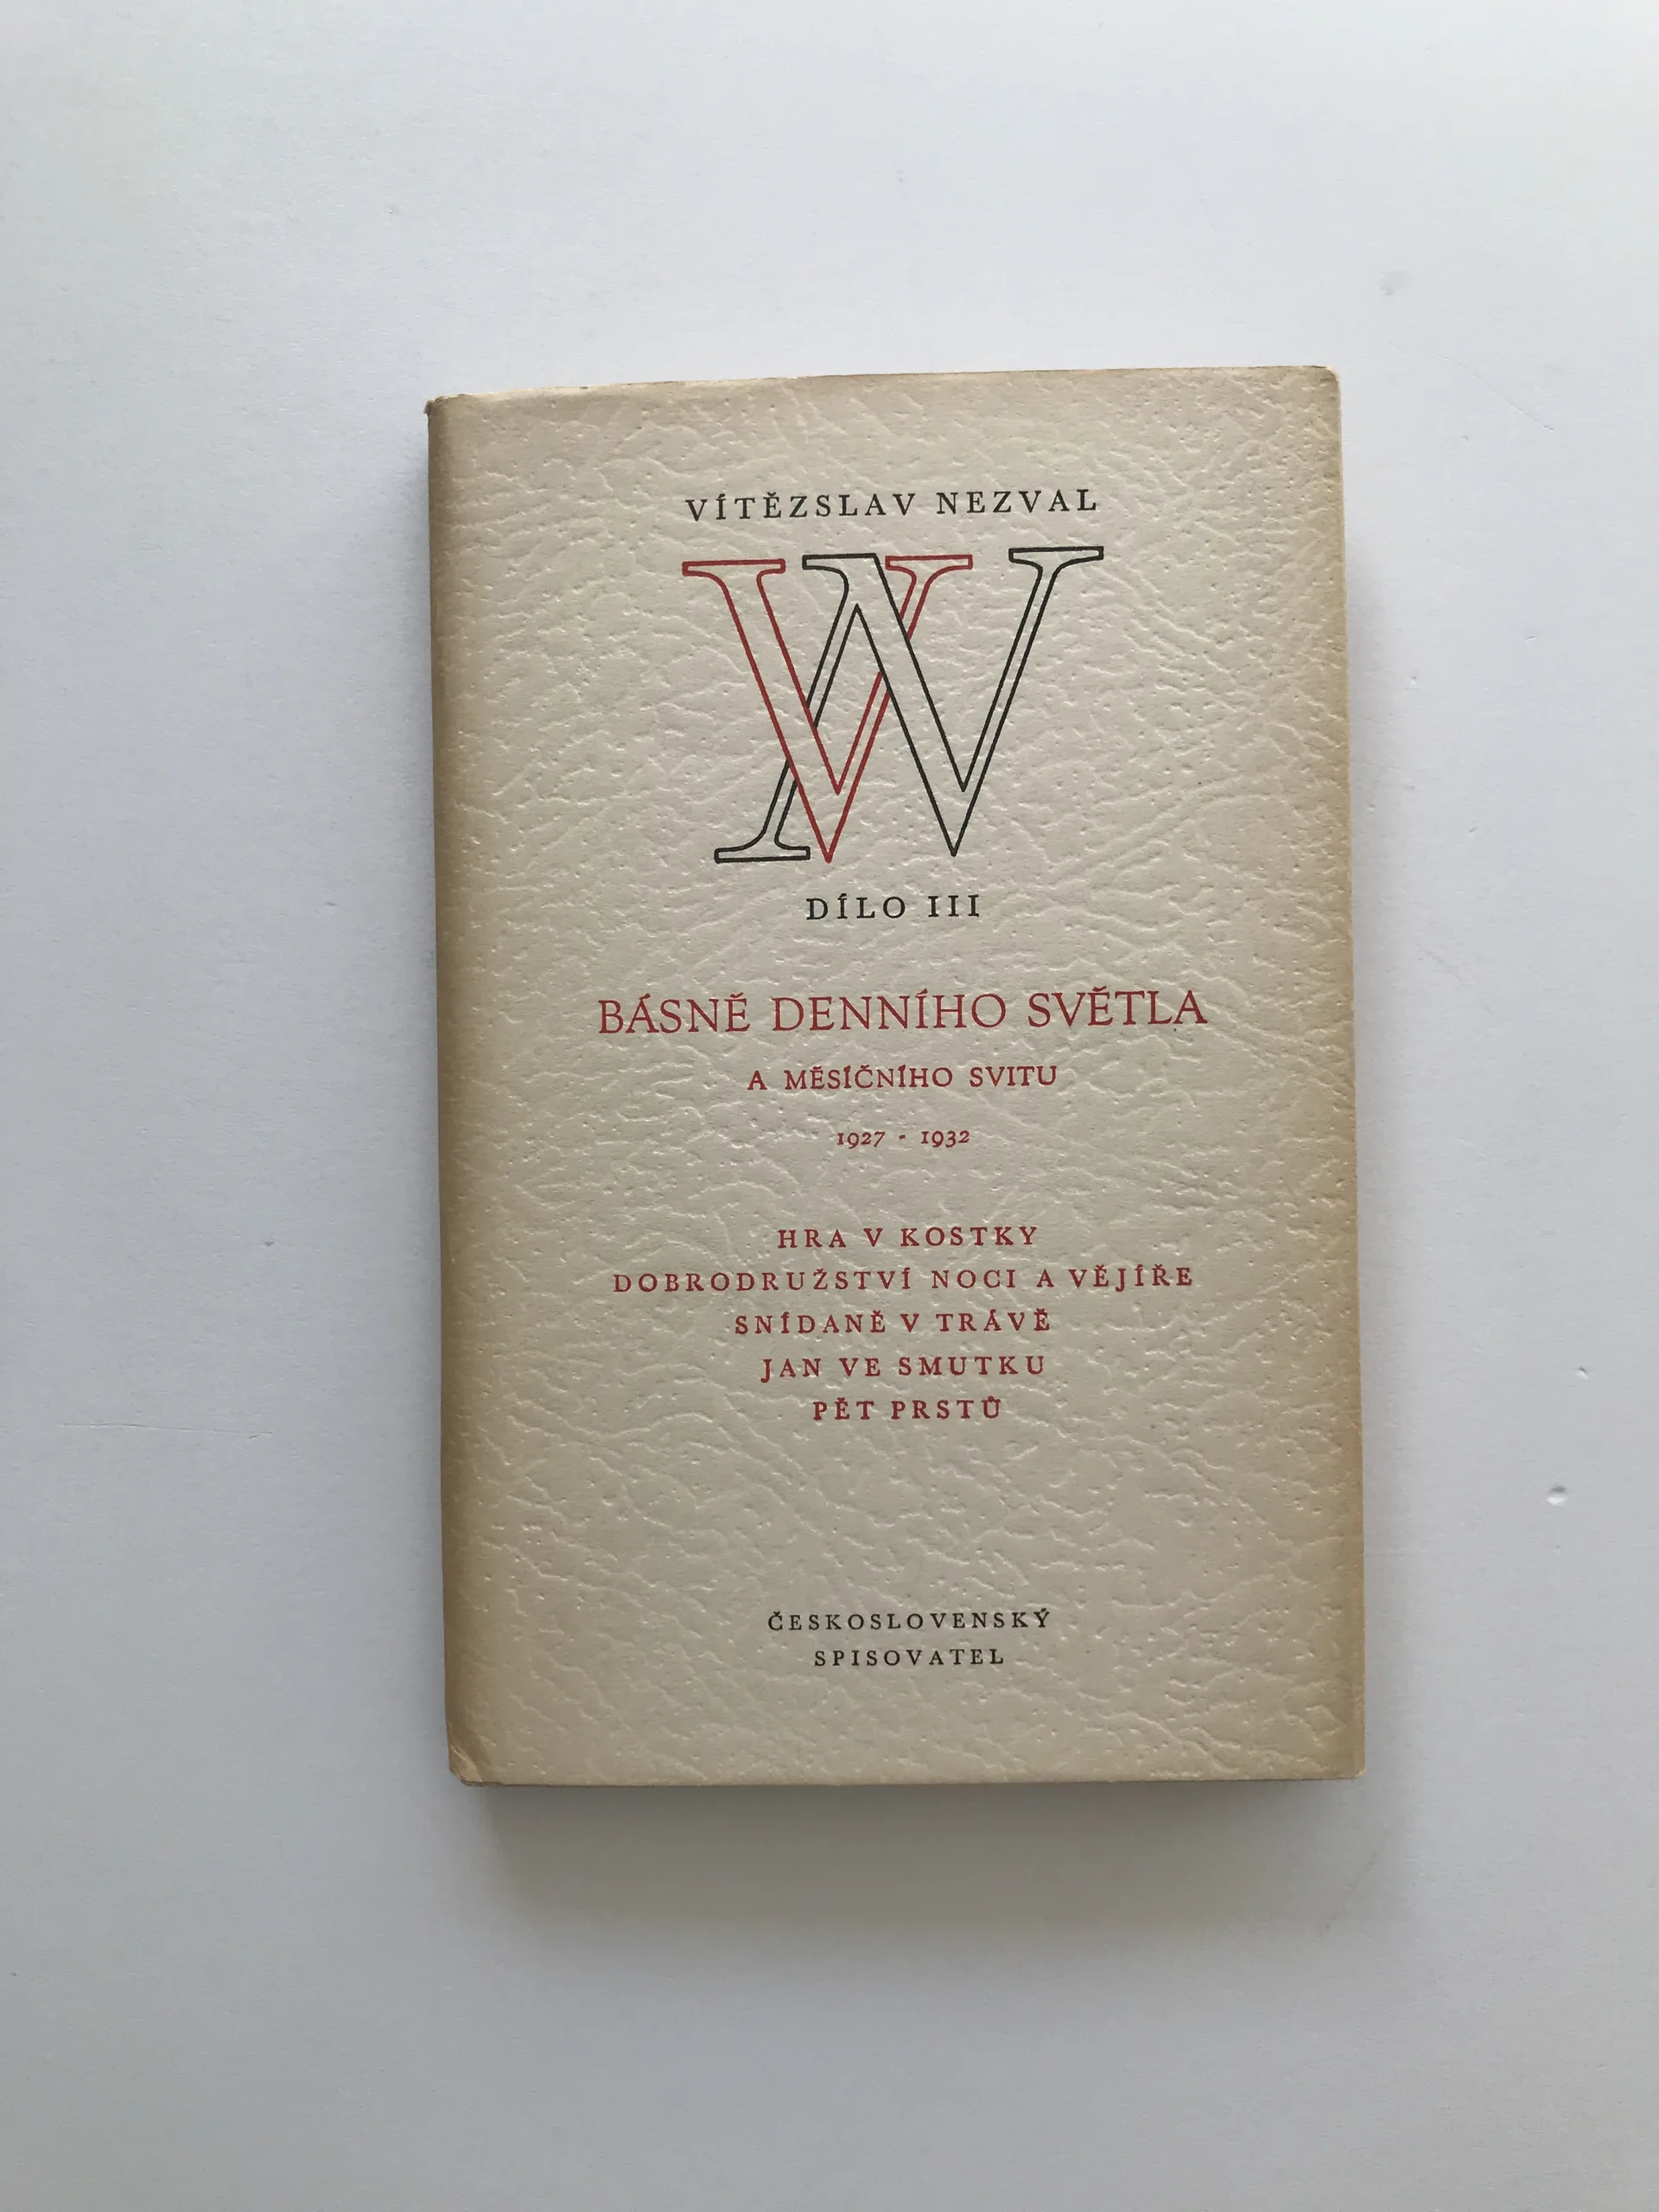 VÍTĚZSLAV NEZVAL
VN
DÍLO III
BÁSNĚ DENNÍHO SVĚTLA
A MĚSÍČNÍHO SVITU
1927 - 1932
HRA V KOSTKY
DOBRODRUŽSTVÍ NOCI A VĚJÍŘE
SNÍDANĚ V TRÁVĚ
JAN VE SMUTKU
PĚT PRSTŮ
ČESKOSLOVENSKÝ
SPISOVATEL